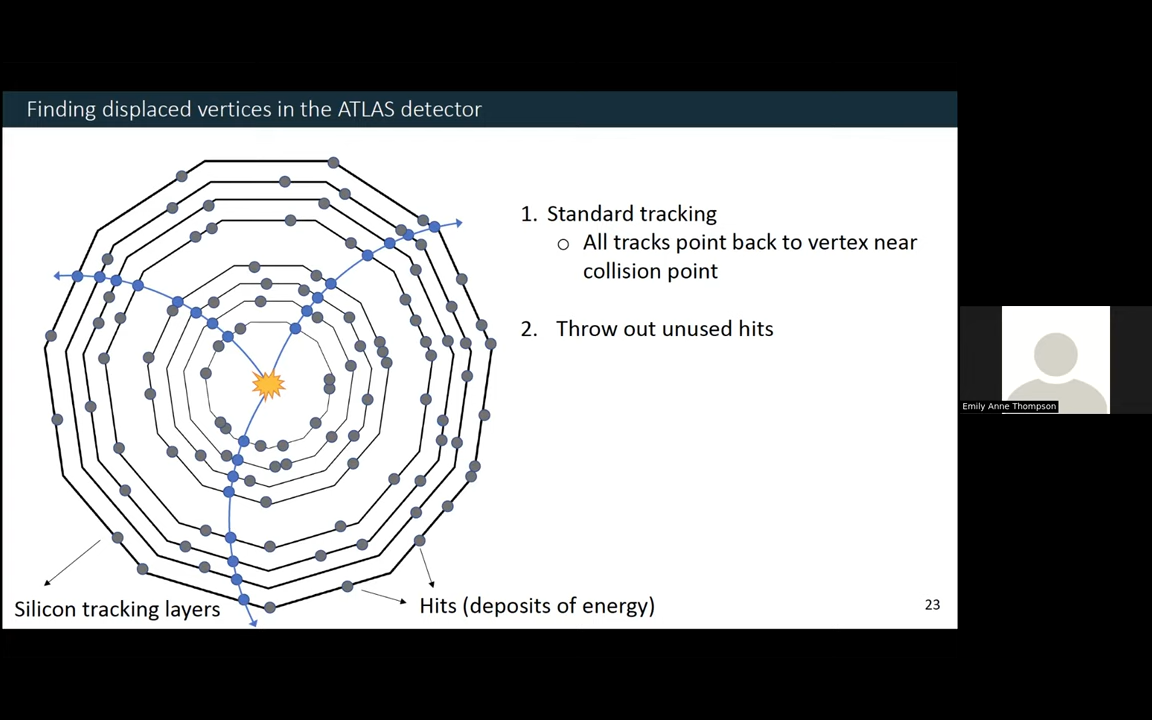 Finding displaced vertices in the ATLAS detector
1. Standard tracking
o All tracks point back to vertex near
collision point
2. Throw out unused hits
Emily Anne Thompson
Silicon tracking layers
Hits (deposits of energy)
23